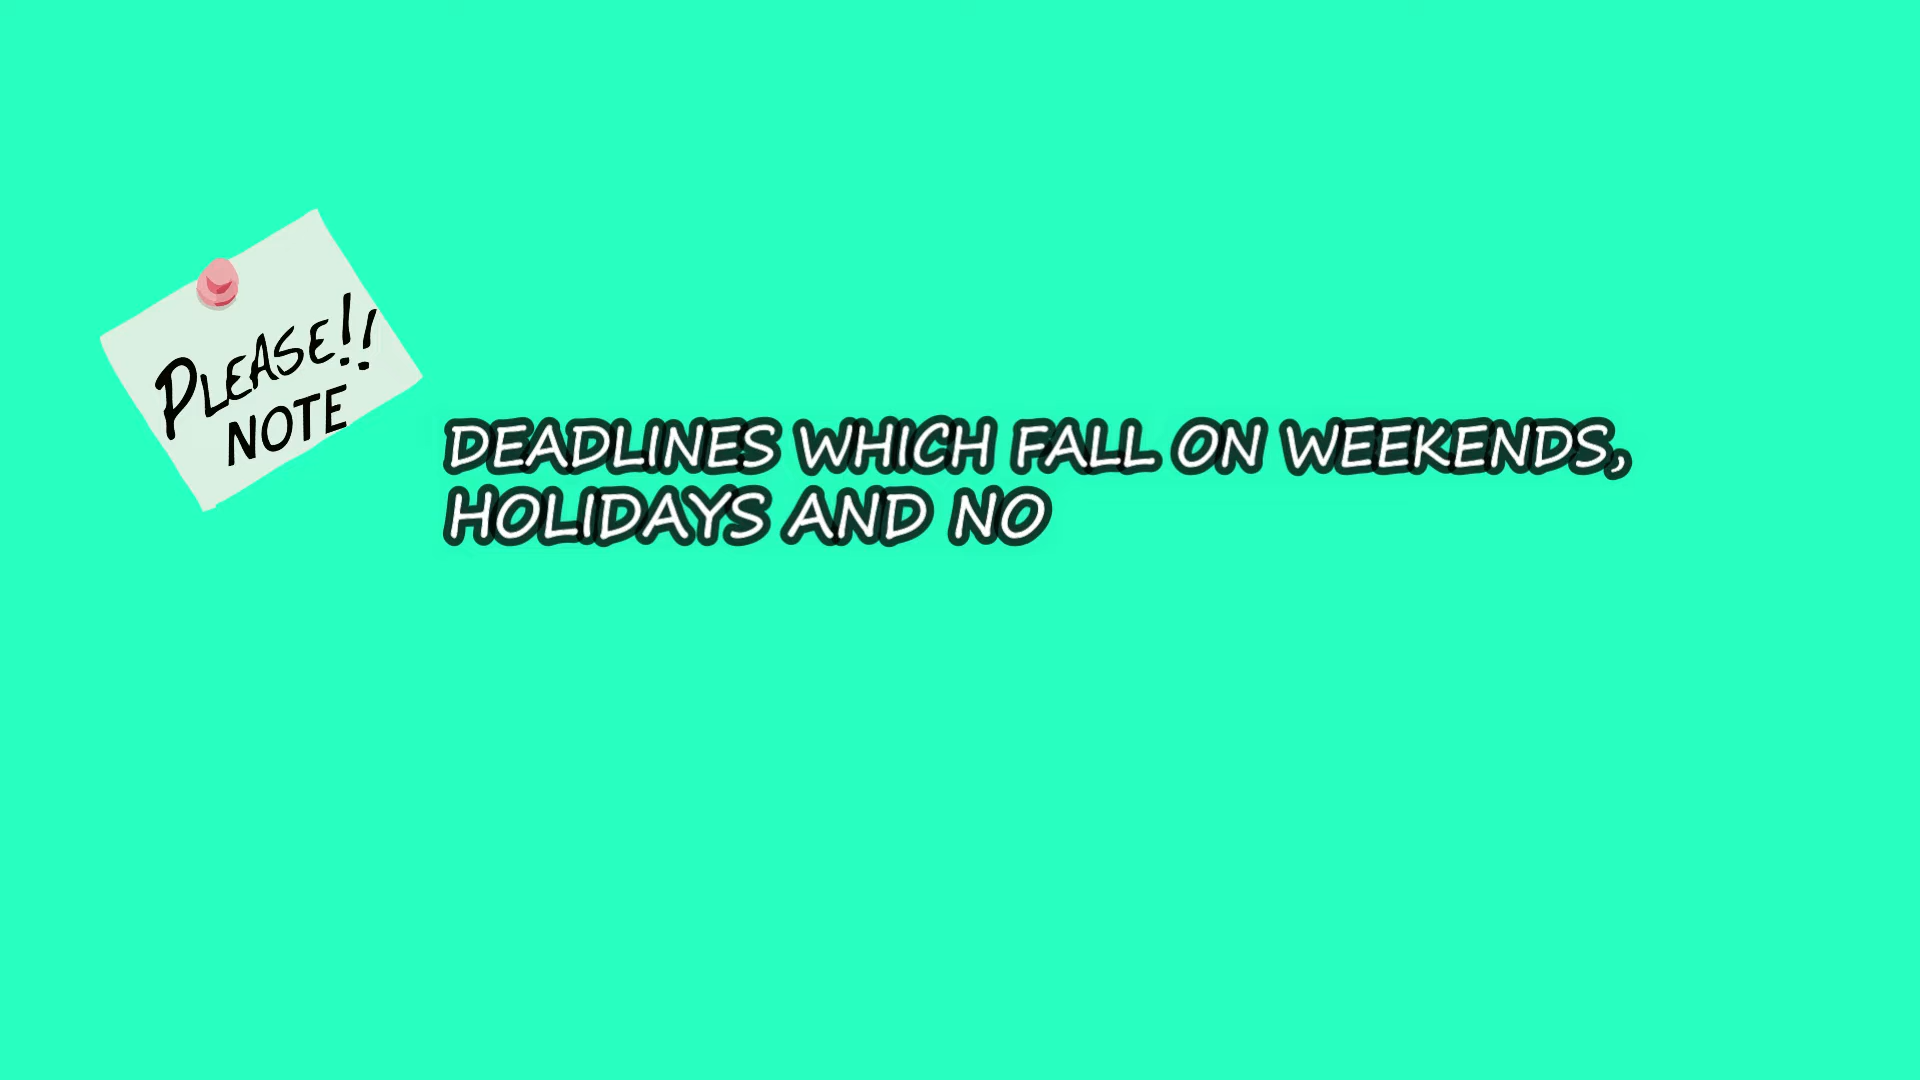 PLEASE!!
NOTE
DEADLINES WHICH FALL ON WEEKENDS,
HOLIDAYS AND NO